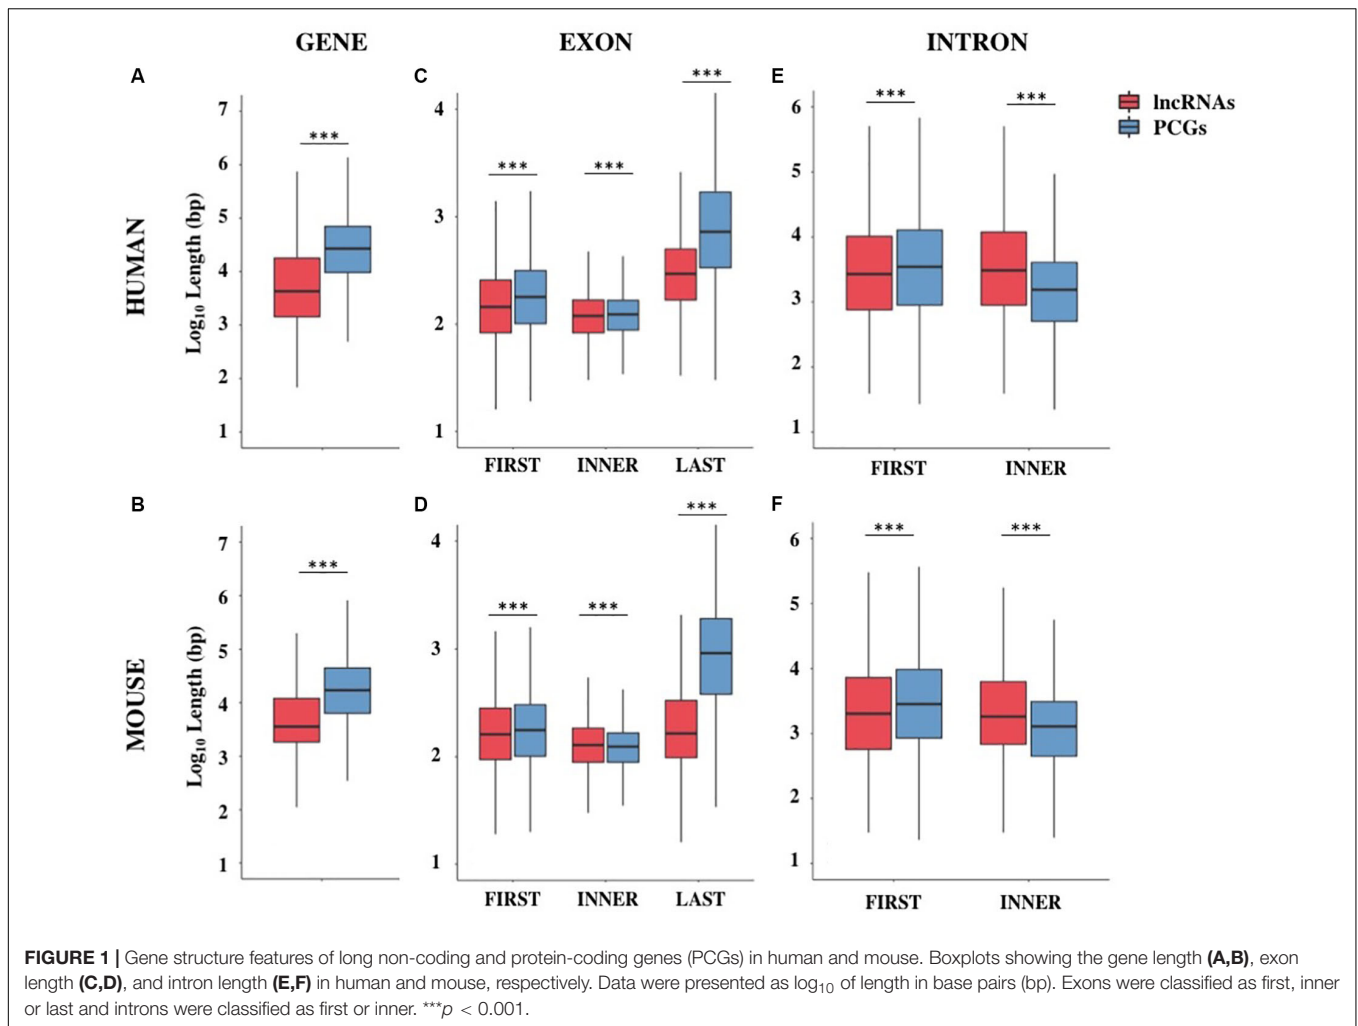 GENE EXON INTRON
A C E
*** *** *** *** *** ***
lncRNAs
PCGs
HUMAN
Log10 Length (bp)
7 6 5 4 3 2 1
4 3 2 1
6 5 4 3 2 1
FIRST INNER LAST FIRST INNER
B D F
*** *** *** *** *** ***
MOUSE
Log10 Length (bp)
7 6 5 4 3 2 1
4 3 2 1
6 5 4 3 2 1
FIRST INNER LAST FIRST INNER
FIGURE 1 | Gene structure features of long non-coding and protein-coding genes (PCGs) in human and mouse. Boxplots showing the gene length (A,B), exon
length (C,D), and intron length (E,F) in human and mouse, respectively. Data were presented as log10 of length in base pairs (bp). Exons were classified as first, inner
or last and introns were classified as first or inner. ***p < 0.001.